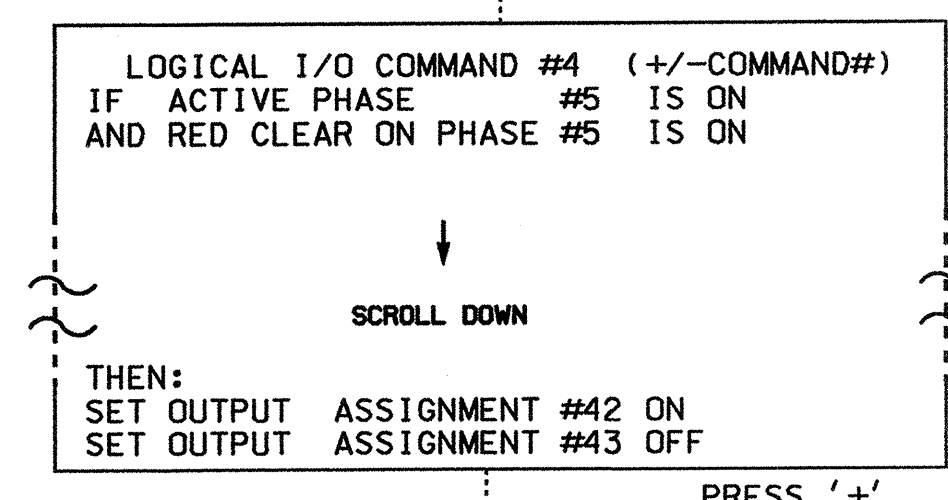 LOGICAL I/O COMMAND #4 (+/-COMMAND#)
IF ACTIVE PHASE #5 IS ON
AND RED CLEAR ON PHASE #5 IS ON
SCROLL DOWN
THEN:
SET OUTPUT ASSIGNMENT #42 ON
SET OUTPUT ASSIGNMENT #43 OFF
PRESS '+'